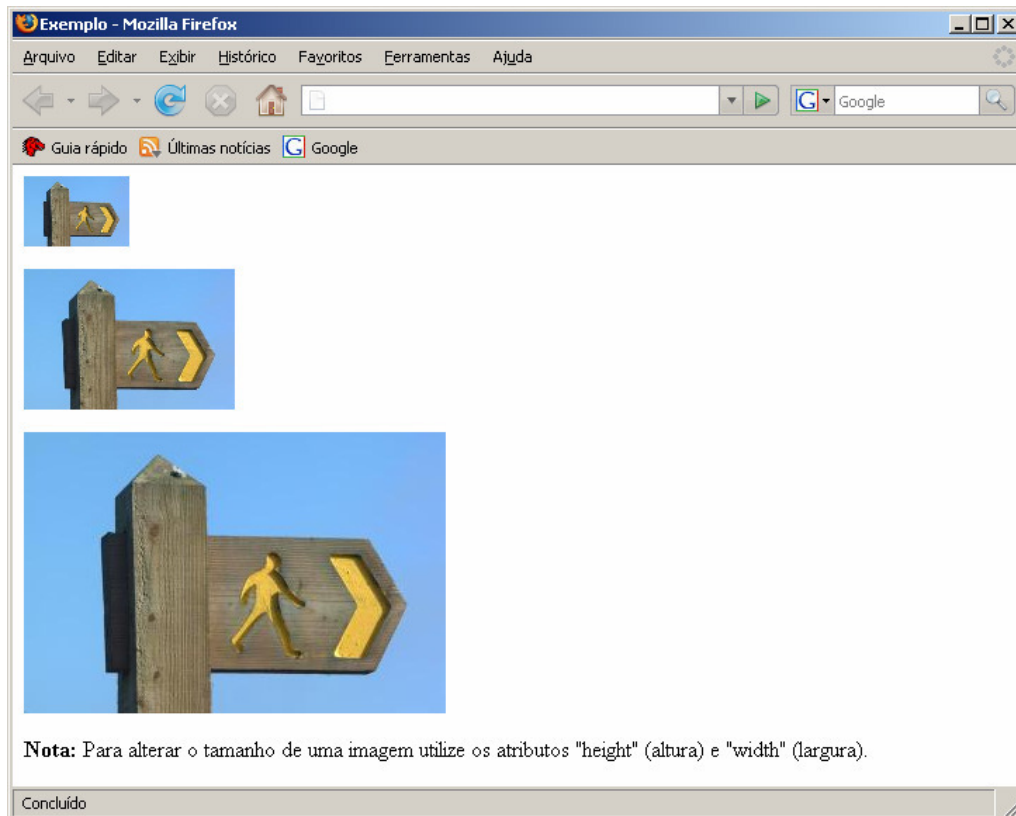 Exemplo - Mozilla Firefox
Arquivo Editar Exibir Histórico Favoritos Ferramentas Ajuda
G Google
Guia rápido Últimas notícias G Google
Nota: Para alterar o tamanho de uma imagem utilize os atributos "height" (altura) e "width" (largura).
Concluído